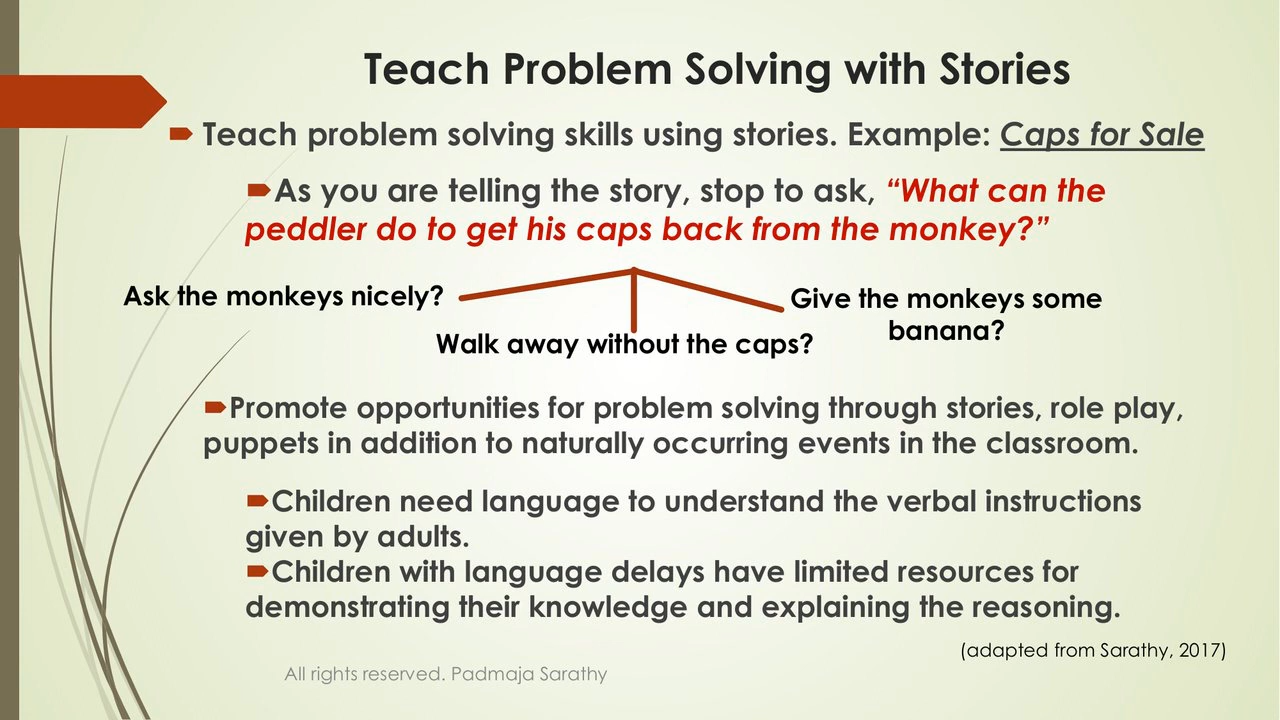 Teach Problem Solving with Stories
Teach problem solving skills using stories. Example: Caps for Sale
As you are telling the story, stop to ask, “What can the
peddler do to get his caps back from the monkey?”
Ask the monkeys nicely?
Walk away without the caps?
Give the monkeys some
banana?
Promote opportunities for problem solving through stories, role play,
puppets in addition to naturally occurring events in the classroom.
Children need language to understand the verbal instructions
given by adults.
Children with language delays have limited resources for
demonstrating their knowledge and explaining the reasoning.
(adapted from Sarathy, 2017)
All rights reserved. Padmaja Sarathy